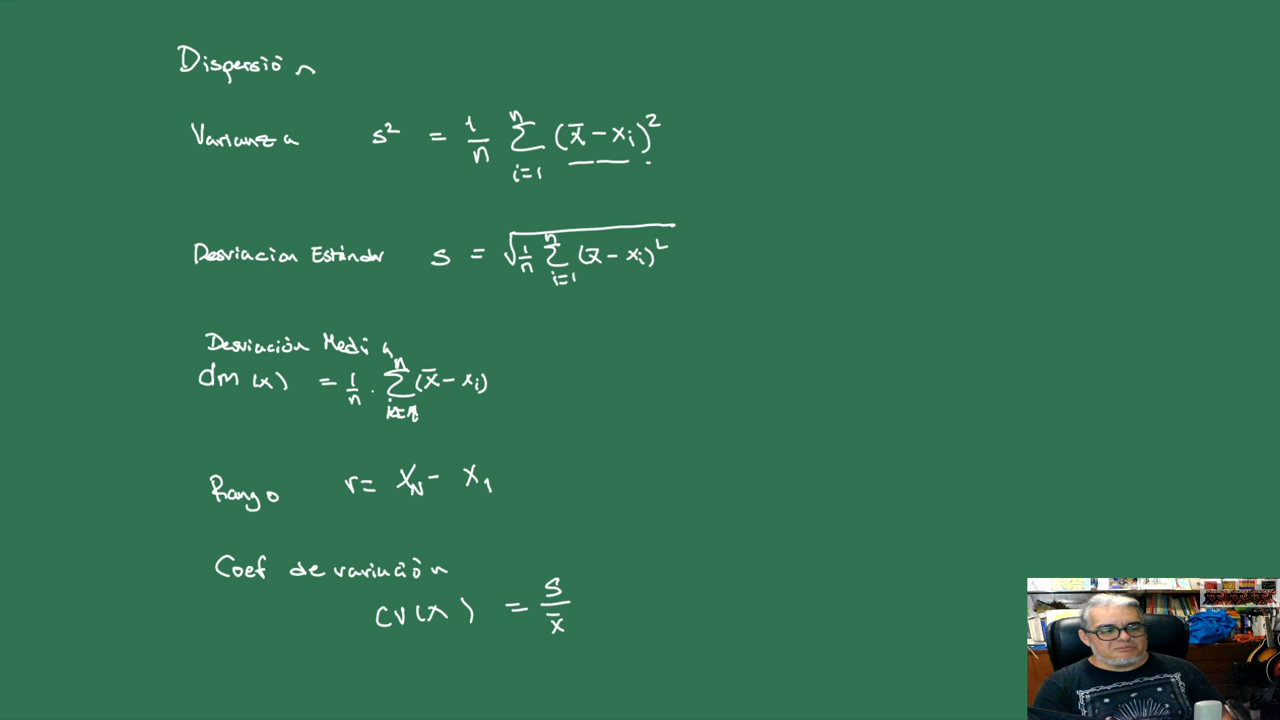 Dispersión
Varianza s² = 1/n Σ_{i=1}^{n} (x̄ - xᵢ)²
Desviacion Estándar s = √(1/n Σ_{i=1}^{n} (x̄ - xᵢ)²)
Desviación Media
dm(x) = 1/n · Σ^{n} (x̄ - xᵢ)
Rango r = X_N - X₁
Coef de variación
CV(x) = s/x̄